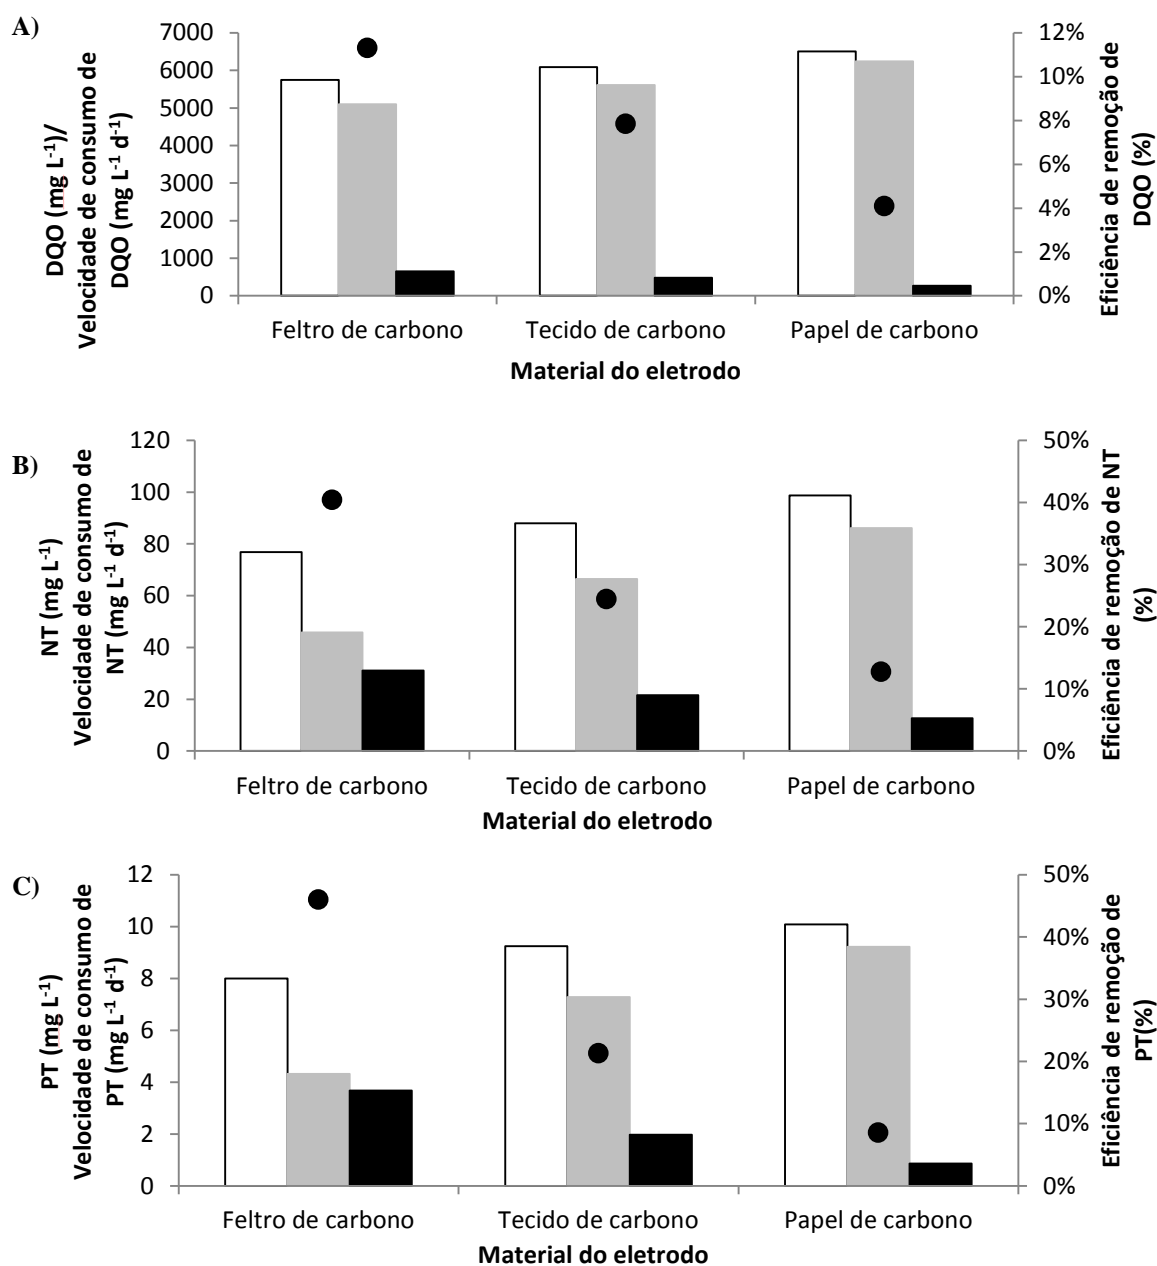 A)
DQO (mg L-1)/
Velocidade de consumo de
DQO (mg L-1 d-1)
7000
6000
5000
4000
3000
2000
1000
0
12%
10%
8%
6%
4%
2%
0%
Eficiência de remoção de
DQO (%)
Feltro de carbono
Tecido de carbono
Papel de carbono
Material do eletrodo
B)
NT (mg L-1)
Velocidade de consumo de
NT (mg L-1 d-1)
120
100
80
60
40
20
0
50%
40%
30%
20%
10%
0%
Eficiência de remoção de NT
(%)
Feltro de carbono
Tecido de carbono
Papel de carbono
Material do eletrodo
C)
PT (mg L-1)
Velocidade de consumo de
PT (mg L-1 d-1)
12
10
8
6
4
2
0
50%
40%
30%
20%
10%
0%
Eficiência de remoção de
PT(%)
Feltro de carbono
Tecido de carbono
Papel de carbono
Material do eletrodo